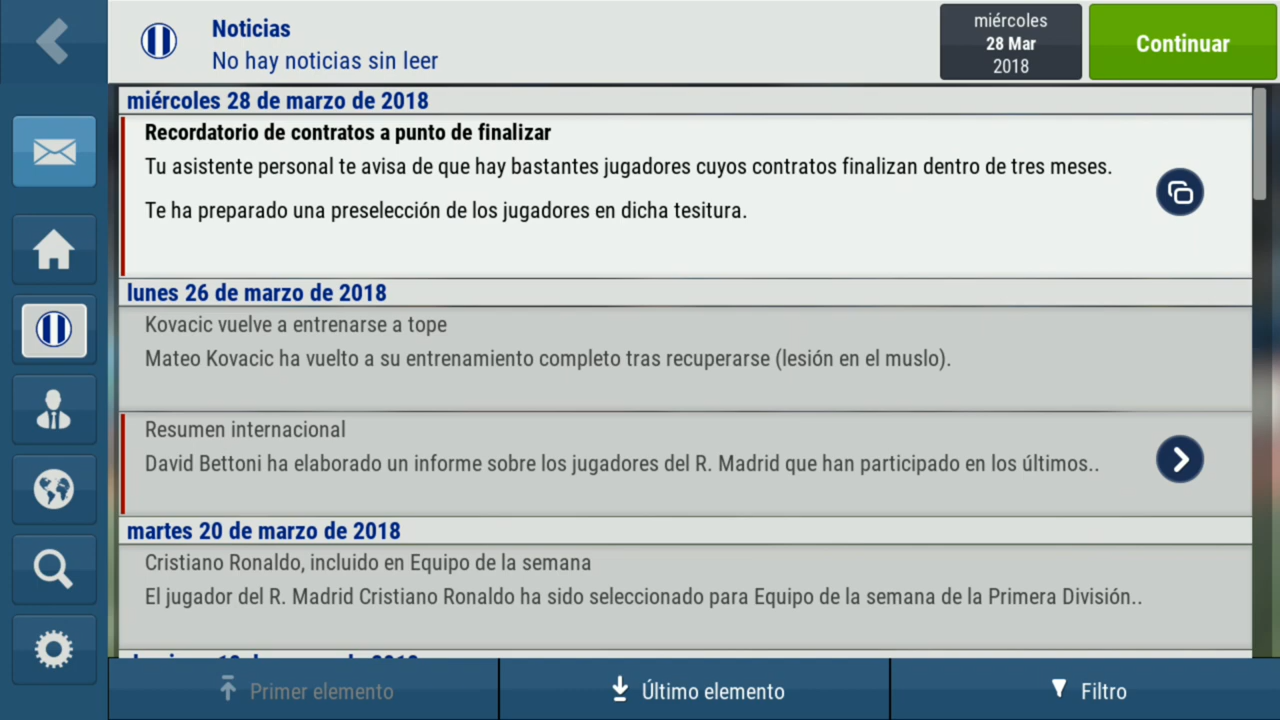 Noticias
No hay noticias sin leer
miércoles
28 Mar
2018
Continuar
miércoles 28 de marzo de 2018
Recordatorio de contratos a punto de finalizar
Tu asistente personal te avisa de que hay bastantes jugadores cuyos contratos finalizan dentro de tres meses.
Te ha preparado una preselección de los jugadores en dicha tesitura.
lunes 26 de marzo de 2018
Kovacic vuelve a entrenarse a tope
Mateo Kovacic ha vuelto a su entrenamiento completo tras recuperarse (lesión en el muslo).
Resumen internacional
David Bettoni ha elaborado un informe sobre los jugadores del R. Madrid que han participado en los últimos..
martes 20 de marzo de 2018
Cristiano Ronaldo, incluido en Equipo de la semana
El jugador del R. Madrid Cristiano Ronaldo ha sido seleccionado para Equipo de la semana de la Primera División..
Primer elemento
Último elemento
Filtro